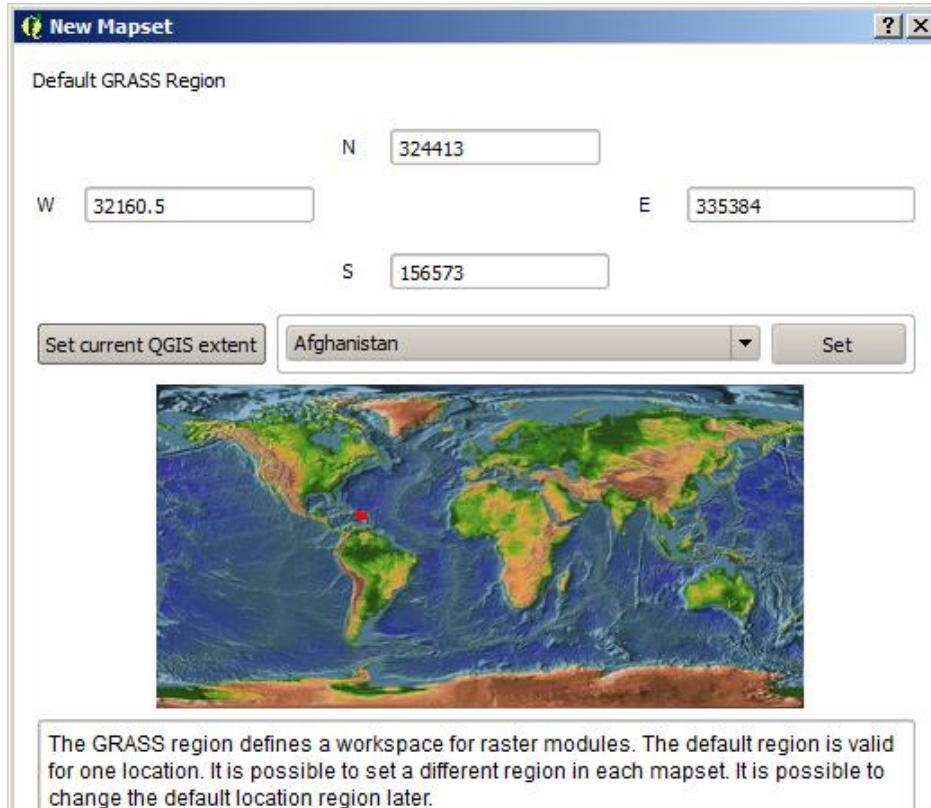 New Mapset
Default GRASS Region
N 324413
W 32160.5 E 335384
S 156573
Set current QGIS extent Afghanistan Set
The GRASS region defines a workspace for raster modules. The default region is valid
for one location. It is possible to set a different region in each mapset. It is possible to
change the default location region later.